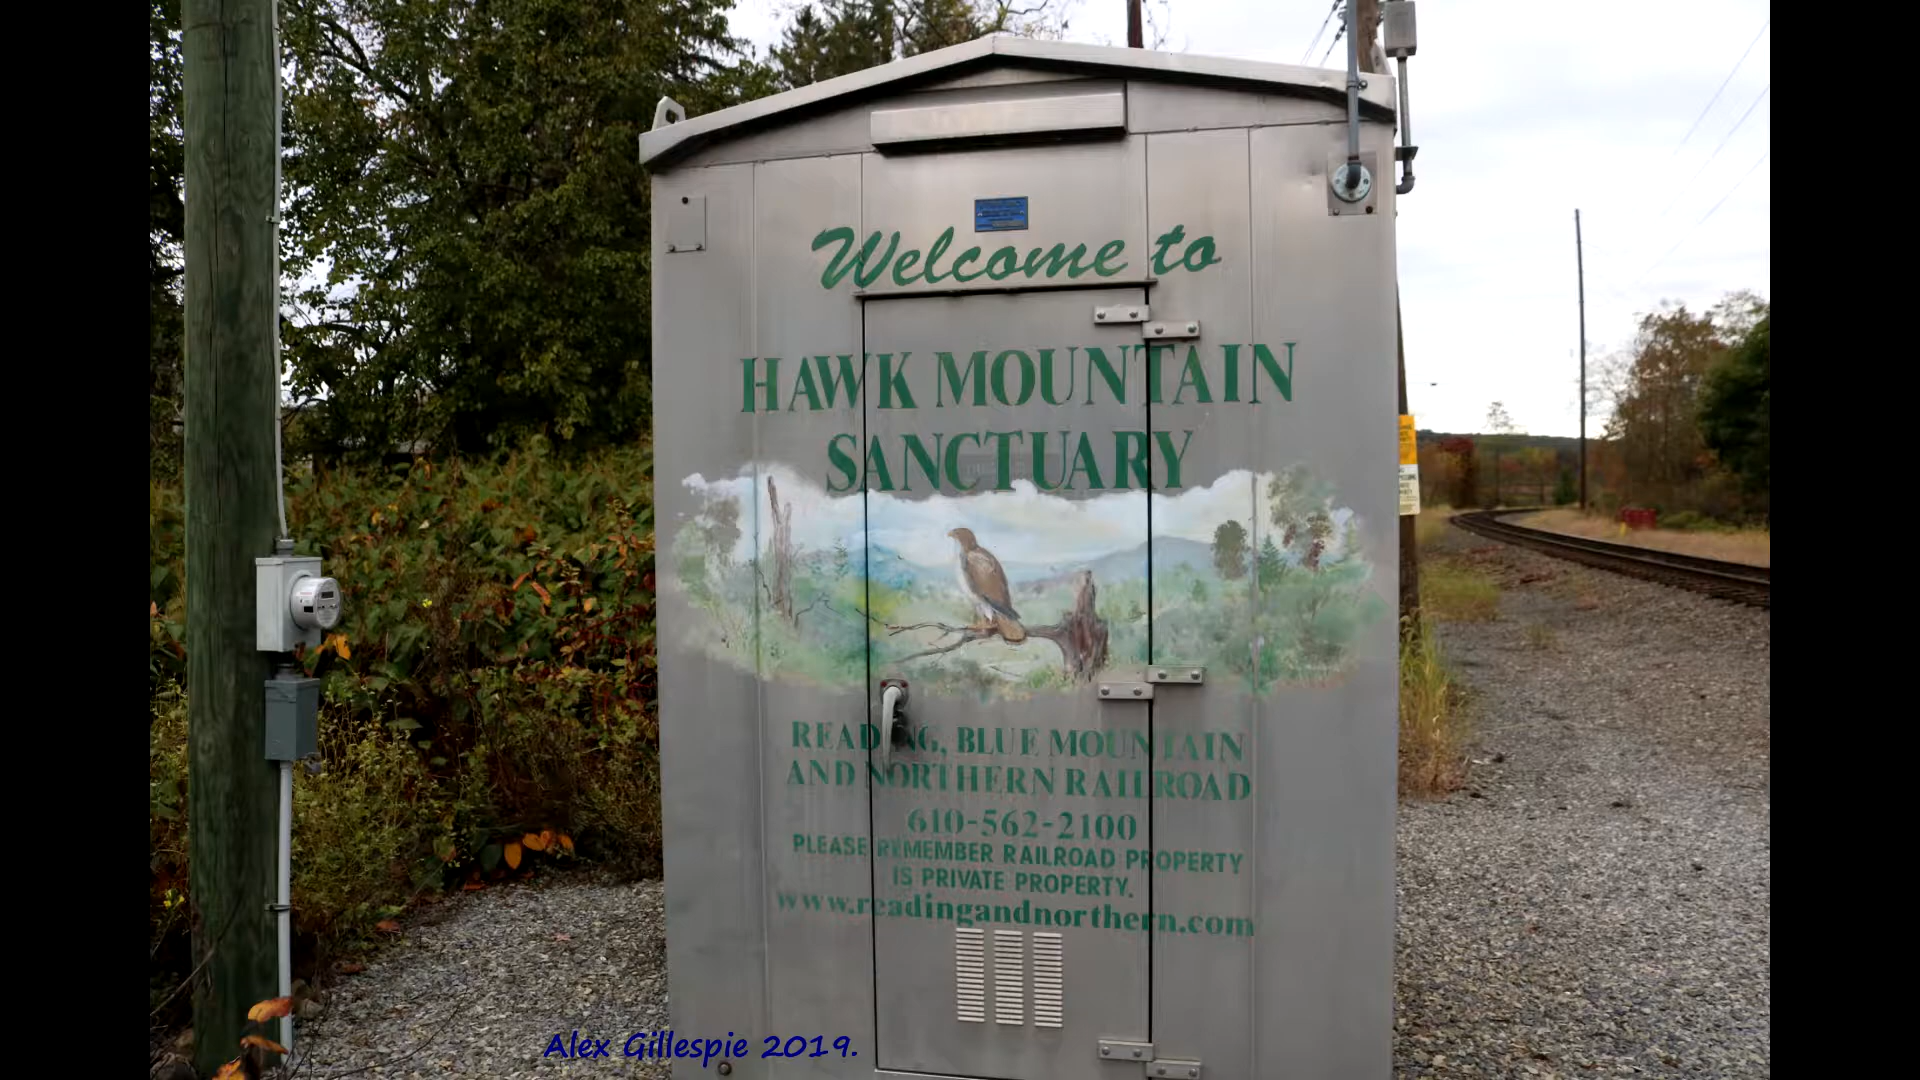 Welcome to
HAWK MOUNTAIN
SANCTUARY
READING, BLUE MOUNTAIN
AND NORTHERN RAILROAD
610-562-2100
PLEASE REMEMBER RAILROAD PROPERTY
IS PRIVATE PROPERTY.
www.readingandnorthern.com
Alex Gillespie 2019.